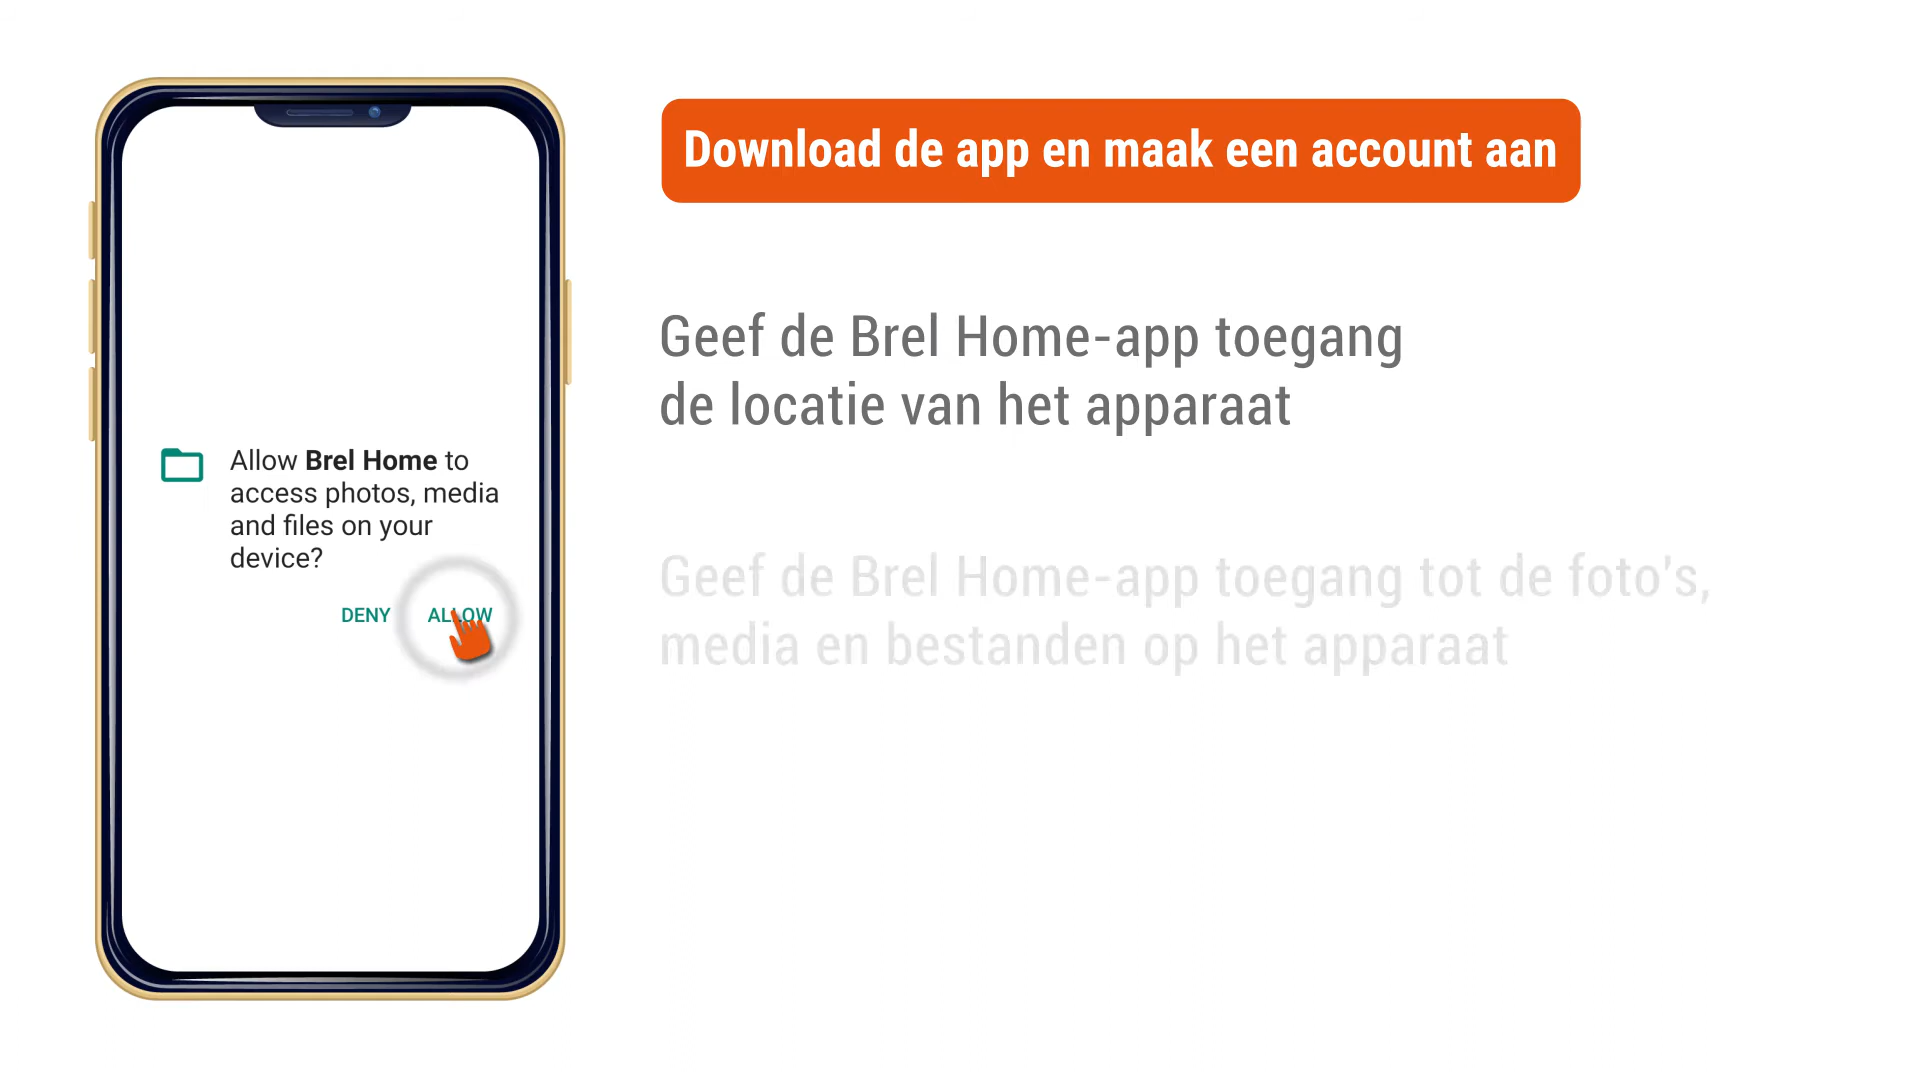 Download de app en maak een account aan
Geef de Brel Home-app toegang
de locatie van het apparaat
Geef de Brel Home-app toegang tot de foto's,
media en bestanden op het apparaat
Allow Brel Home to
access photos, media
and files on your
device?
DENY ALLOW